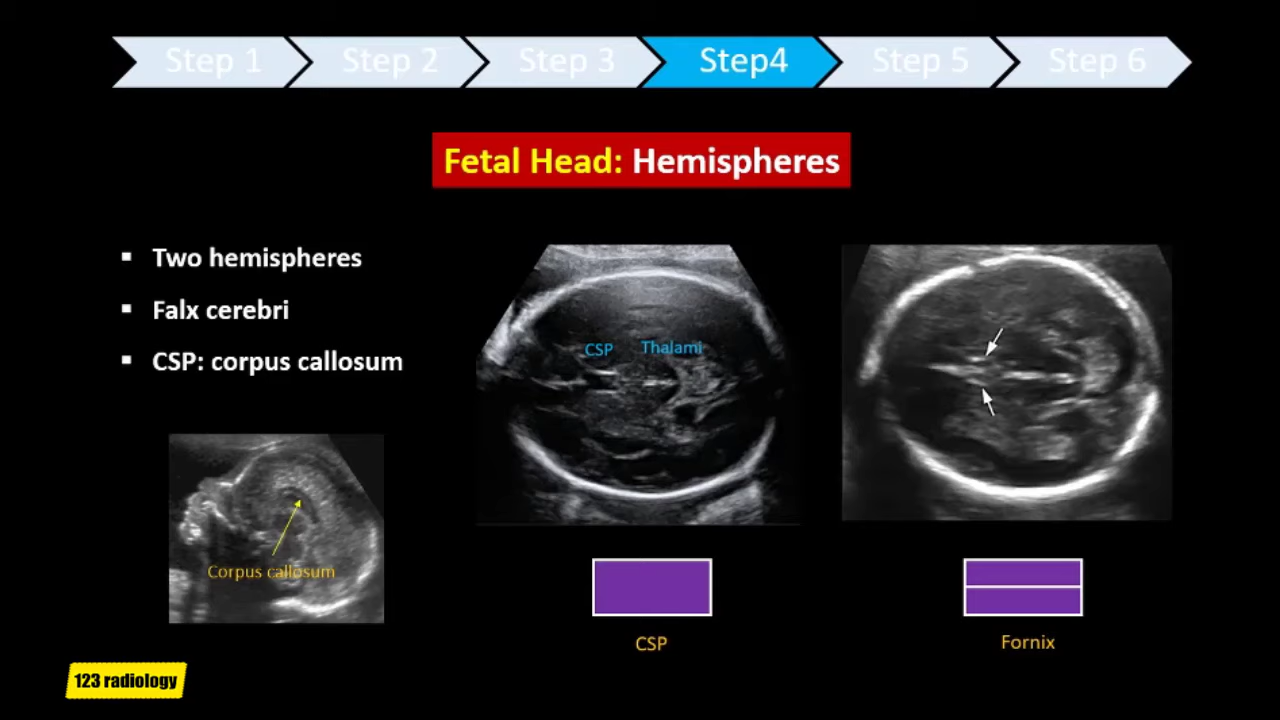 Step 1 Step 2 Step 3 Step4 Step 5 Step 6
Fetal Head: Hemispheres
▪ Two hemispheres
▪ Falx cerebri
▪ CSP: corpus callosum
Corpus callosum
CSP Thalami
CSP
Fornix
123 radiology